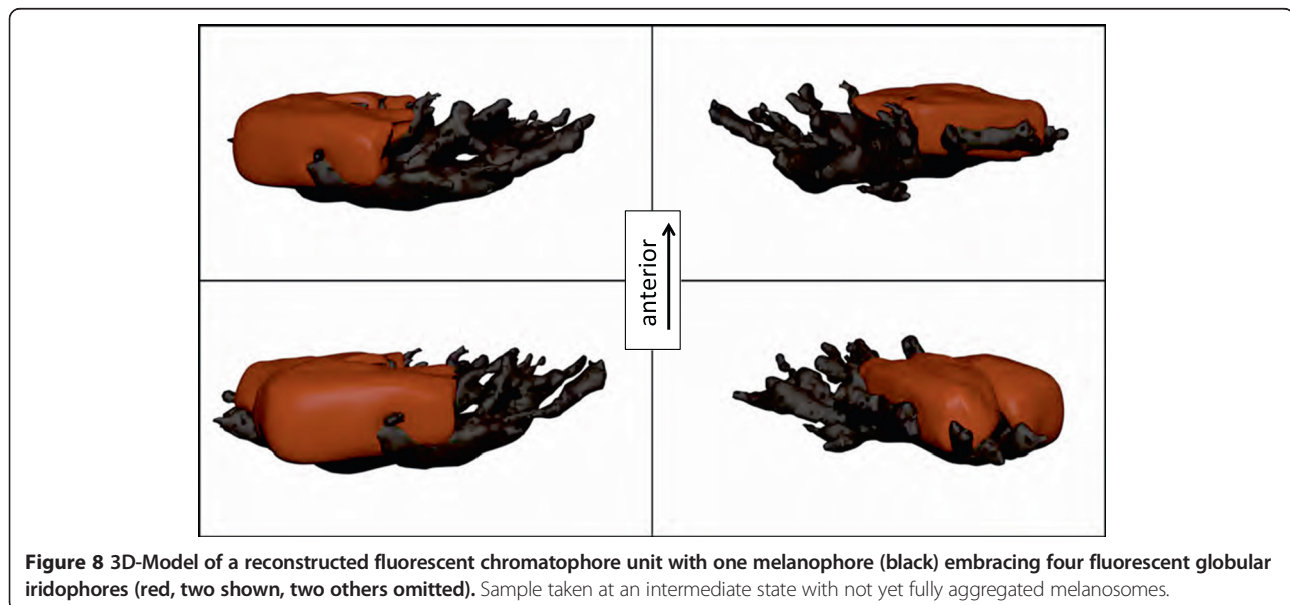 anterior
Figure 8 3D-Model of a reconstructed fluorescent chromatophore unit with one melanophore (black) embracing four fluorescent globular
iridophores (red, two shown, two others omitted). Sample taken at an intermediate state with not yet fully aggregated melanosomes.